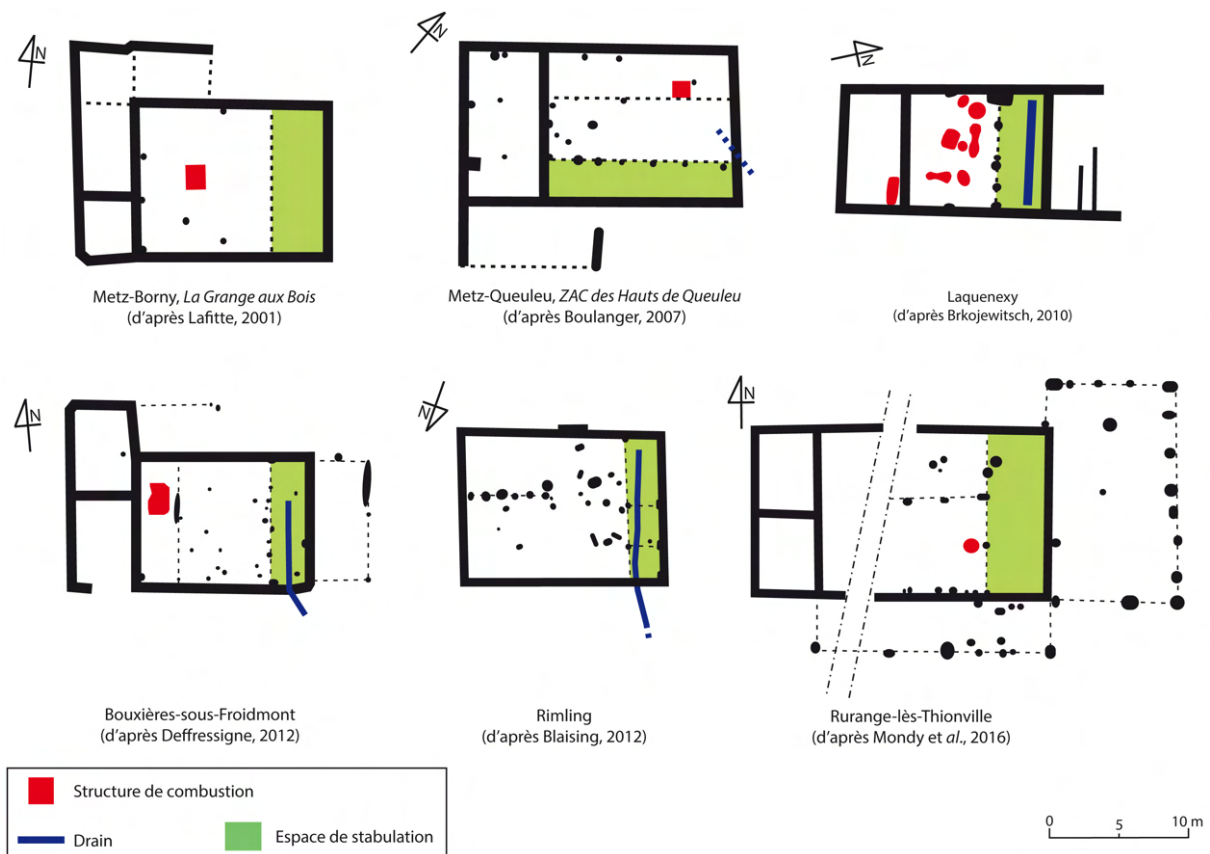 N
N
N
Metz-Borny, La Grange aux Bois
(d'après Lafitte, 2001)
Metz-Queuleu, ZAC des Hauts de Queuleu
(d'après Boulanger, 2007)
Laquenexy
(d'après Brkojewitsch, 2010)
N
N
N
Bouxières-sous-Froidmont
(d'après Deffressigne, 2012)
Rimling
(d'après Blaising, 2012)
Rurange-lès-Thionville
(d'après Mondy et al., 2016)
Structure de combustion
Drain
Espace de stabulation
0 5 10 m